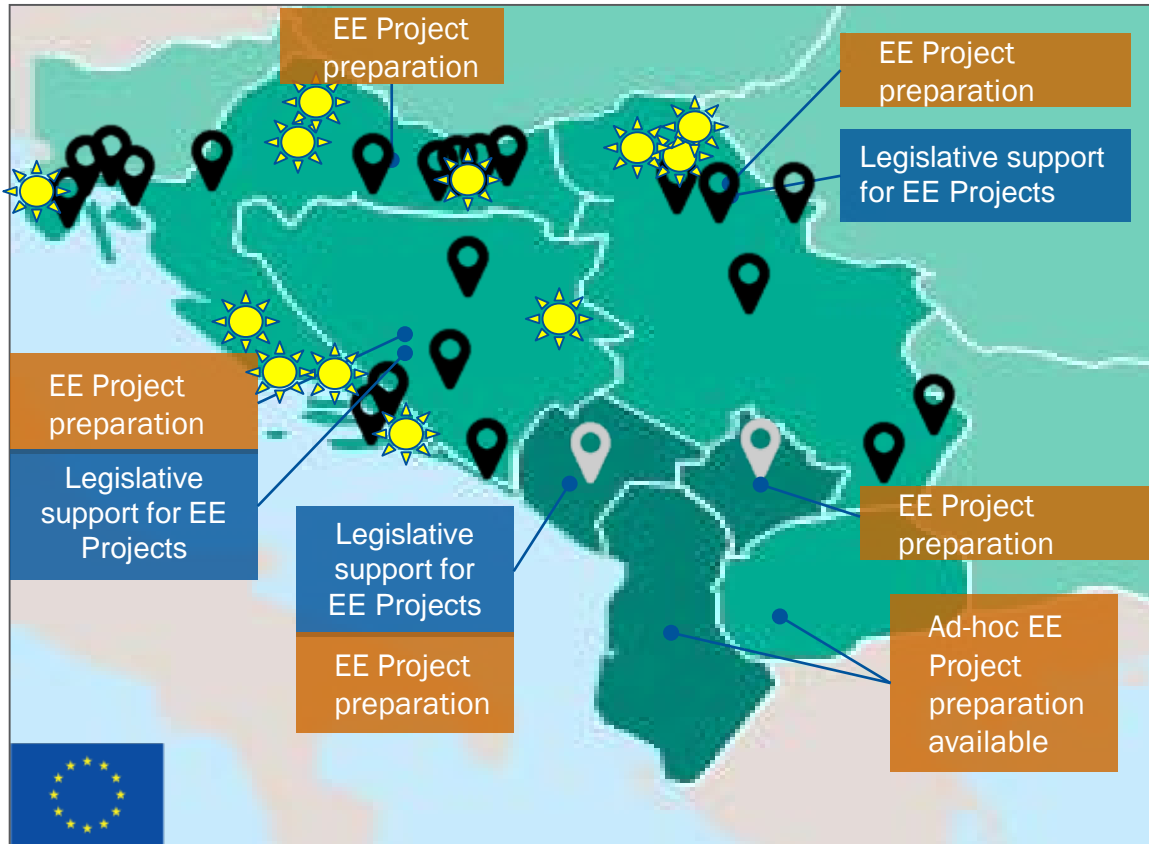 EE Project
preparation
EE Project
preparation
Legislative support
for EE Projects
EE Project
preparation
Legislative
support for EE
Projects
Legislative
support for
EE Projects
EE Project
preparation
EE Project
preparation
Ad-hoc EE
Project
preparation
available